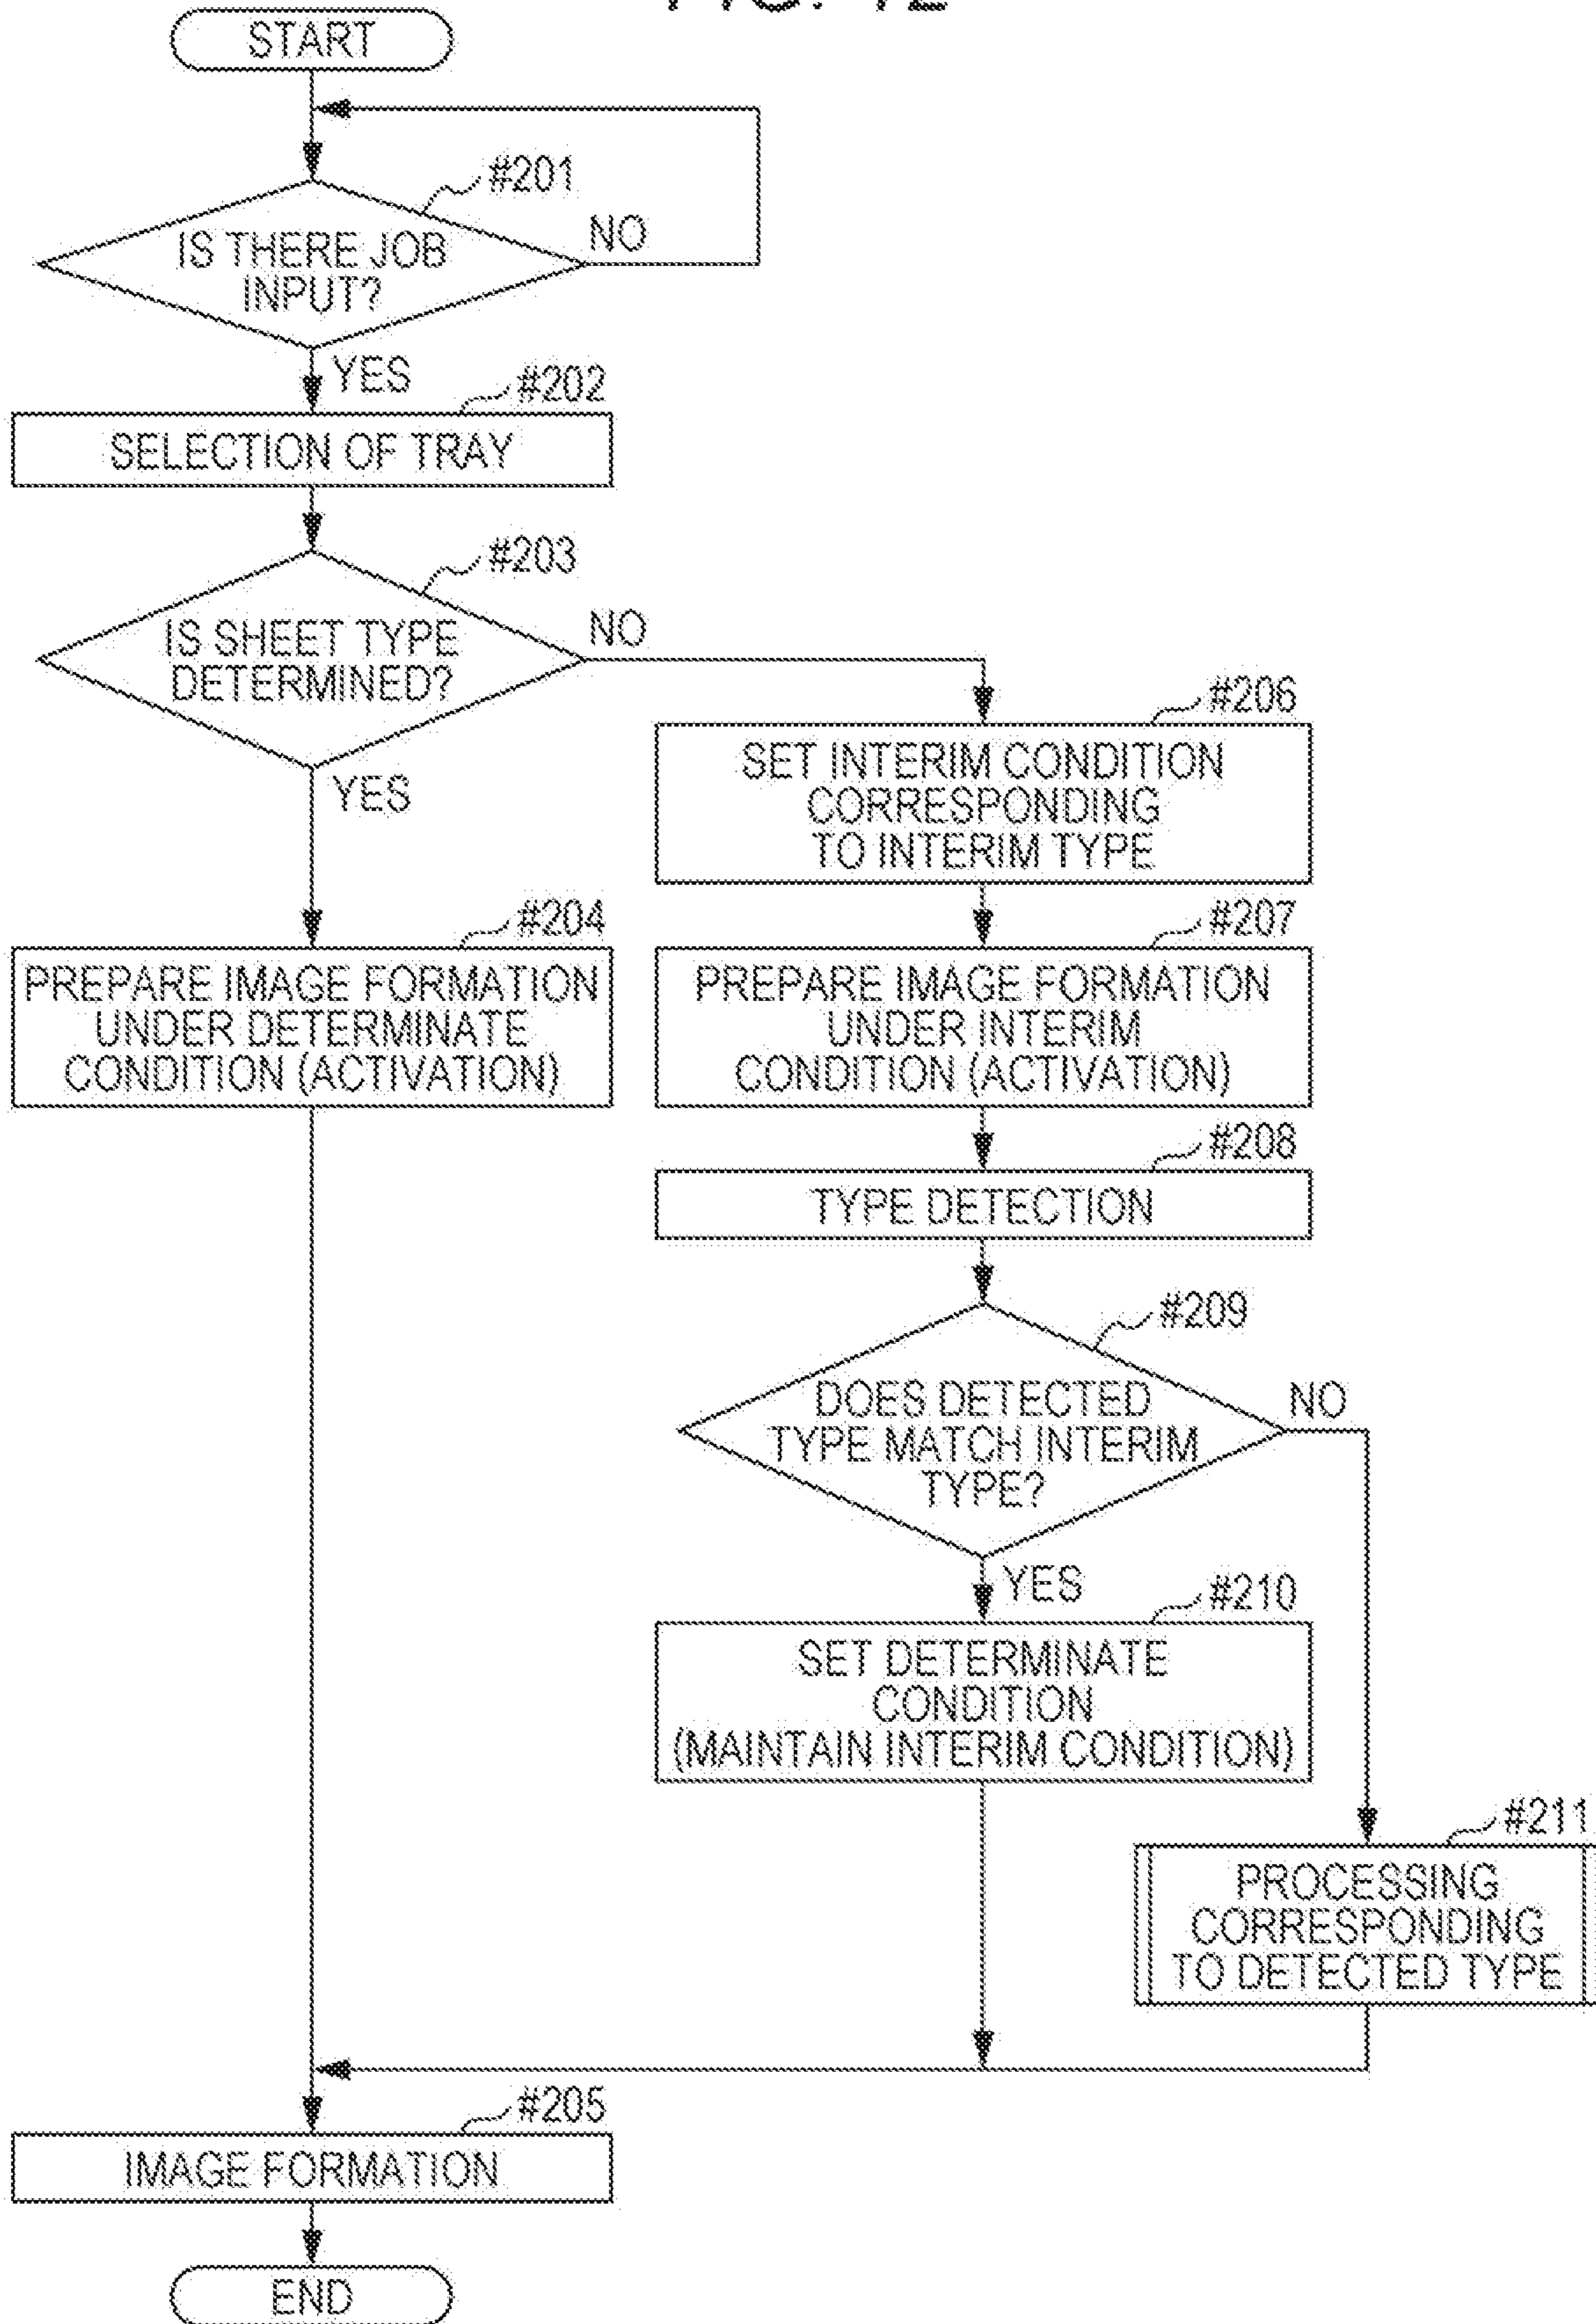 START
#201
IS THERE JOB
INPUT?
NO
YES
#202
SELECTION OF TRAY
#203
IS SHEET TYPE
DETERMINED?
NO
YES
#206
SET INTERIM CONDITION
CORRESPONDING
TO INTERIM TYPE
#204
PREPARE IMAGE FORMATION
UNDER DETERMINATE
CONDITION (ACTIVATION)
#207
PREPARE IMAGE FORMATION
UNDER INTERIM
CONDITION (ACTIVATION)
#208
TYPE DETECTION
#209
DOES DETECTED
TYPE MATCH INTERIM
TYPE?
NO
YES
#210
SET DETERMINATE
CONDITION
(MAINTAIN INTERIM CONDITION)
#211
PROCESSING
CORRESPONDING
TO DETECTED TYPE
#205
IMAGE FORMATION
END